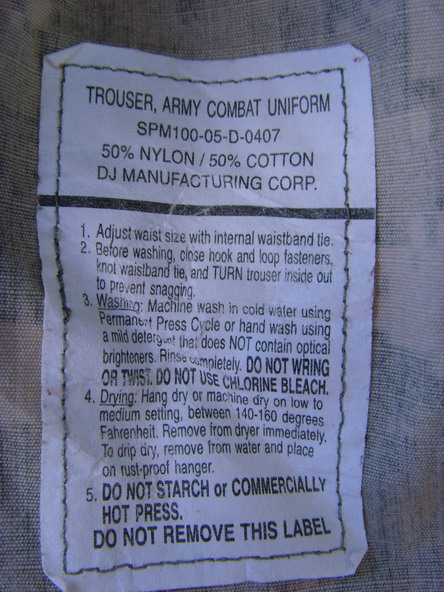 TROUSER, ARMY COMBAT UNIFORM
SPM100-05-D-0407
50% NYLON / 50% COTTON
DJ MANUFACTURING CORP.
1. Adjust waist size with internal waistband tie.
2. Before washing, close hook and loop fasteners,
knot waistband tie, and TURN trouser inside out
to prevent snagging.
3. Washing: Machine wash in cold water using
Permanent Press Cycle or hand wash using
a mild detergent that does NOT contain optical
brighteners. Rinse completely. DO NOT WRING
OR TWIST. DO NOT USE CHLORINE BLEACH.
4. Drying: Hang dry or machine dry on low to
medium setting, between 140-160 degrees
Fahrenheit. Remove from dryer immediately.
To drip dry, remove from water and place
on rust-proof hanger.
5. DO NOT STARCH or COMMERCIALLY
HOT PRESS.
DO NOT REMOVE THIS LABEL